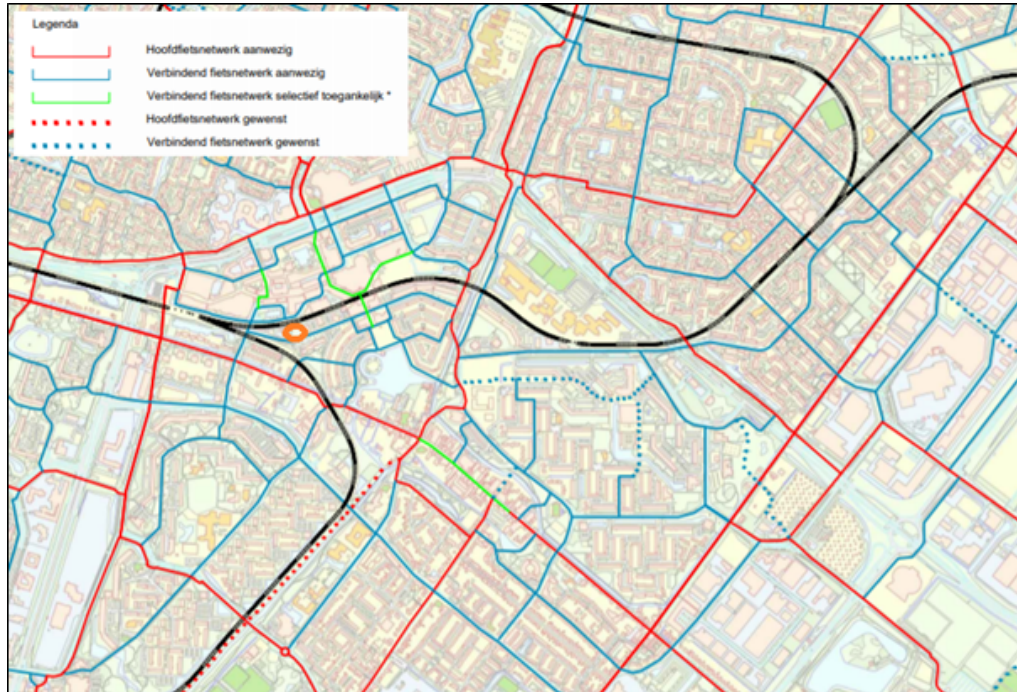 Legenda
Hoofdfietsnetwerk aanwezig
Verbindend fietsnetwerk aanwezig
Verbindend fietsnetwerk selectief toegankelijk *
Hoofdfietsnetwerk gewenst
Verbindend fietsnetwerk gewenst